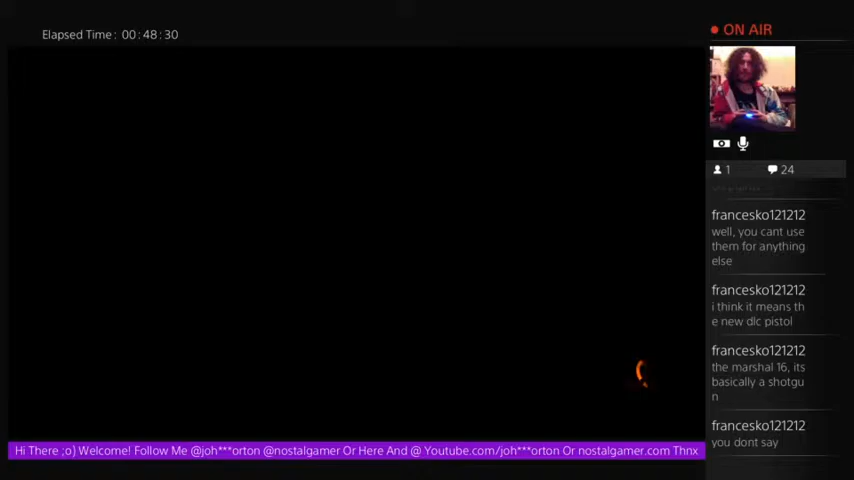 Elapsed Time: 00:48:30
ON AIR
1
24
francesko121212
well, you cant use
them for anything
else
francesko121212
i think it means th
e new dlc pistol
francesko121212
the marshal 16, its
basically a shotgu
n
francesko121212
you dont say
Hi There ;o) Welcome! Follow Me @joh***orton @nostalgamer Or Here And @ Youtube.com/joh***orton Or nostalgamer.com Thnx